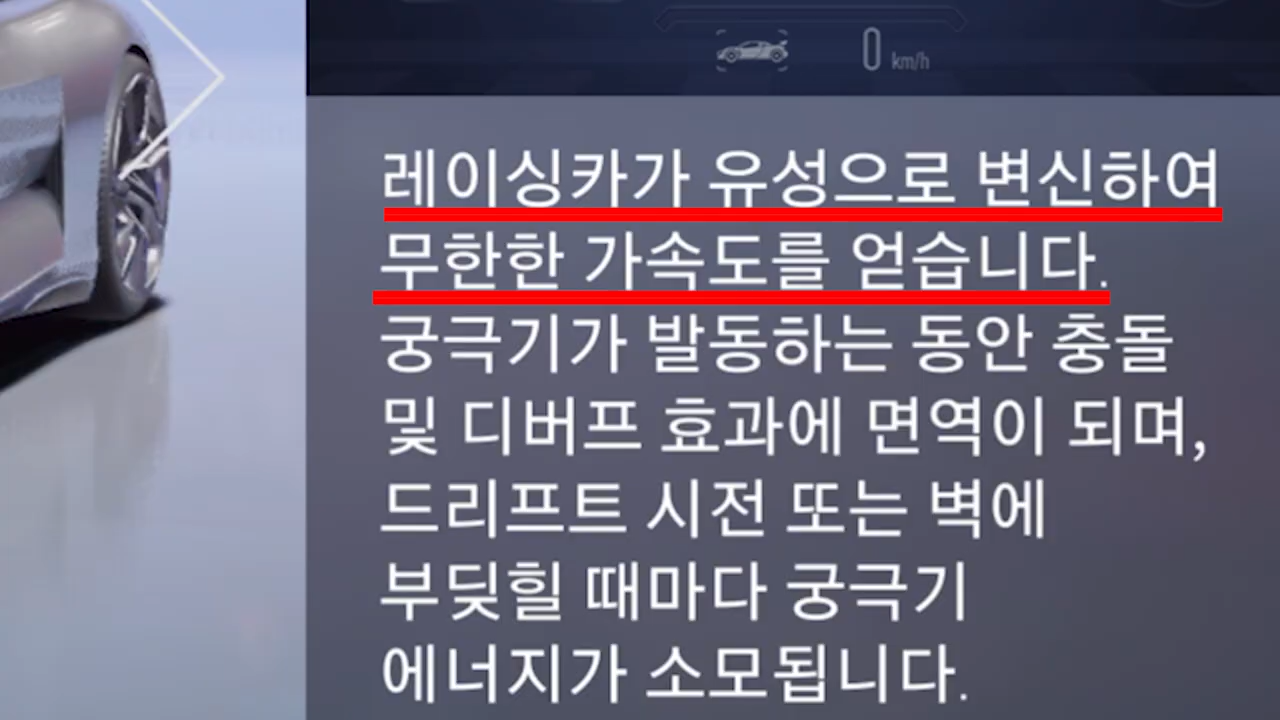 0 km/h
레이싱카가 유성으로 변신하여
무한한 가속도를 얻습니다.
궁극기가 발동하는 동안 충돌
및 디버프 효과에 면역이 되며,
드리프트 시전 또는 벽에
부딪힐 때마다 궁극기
에너지가 소모됩니다.